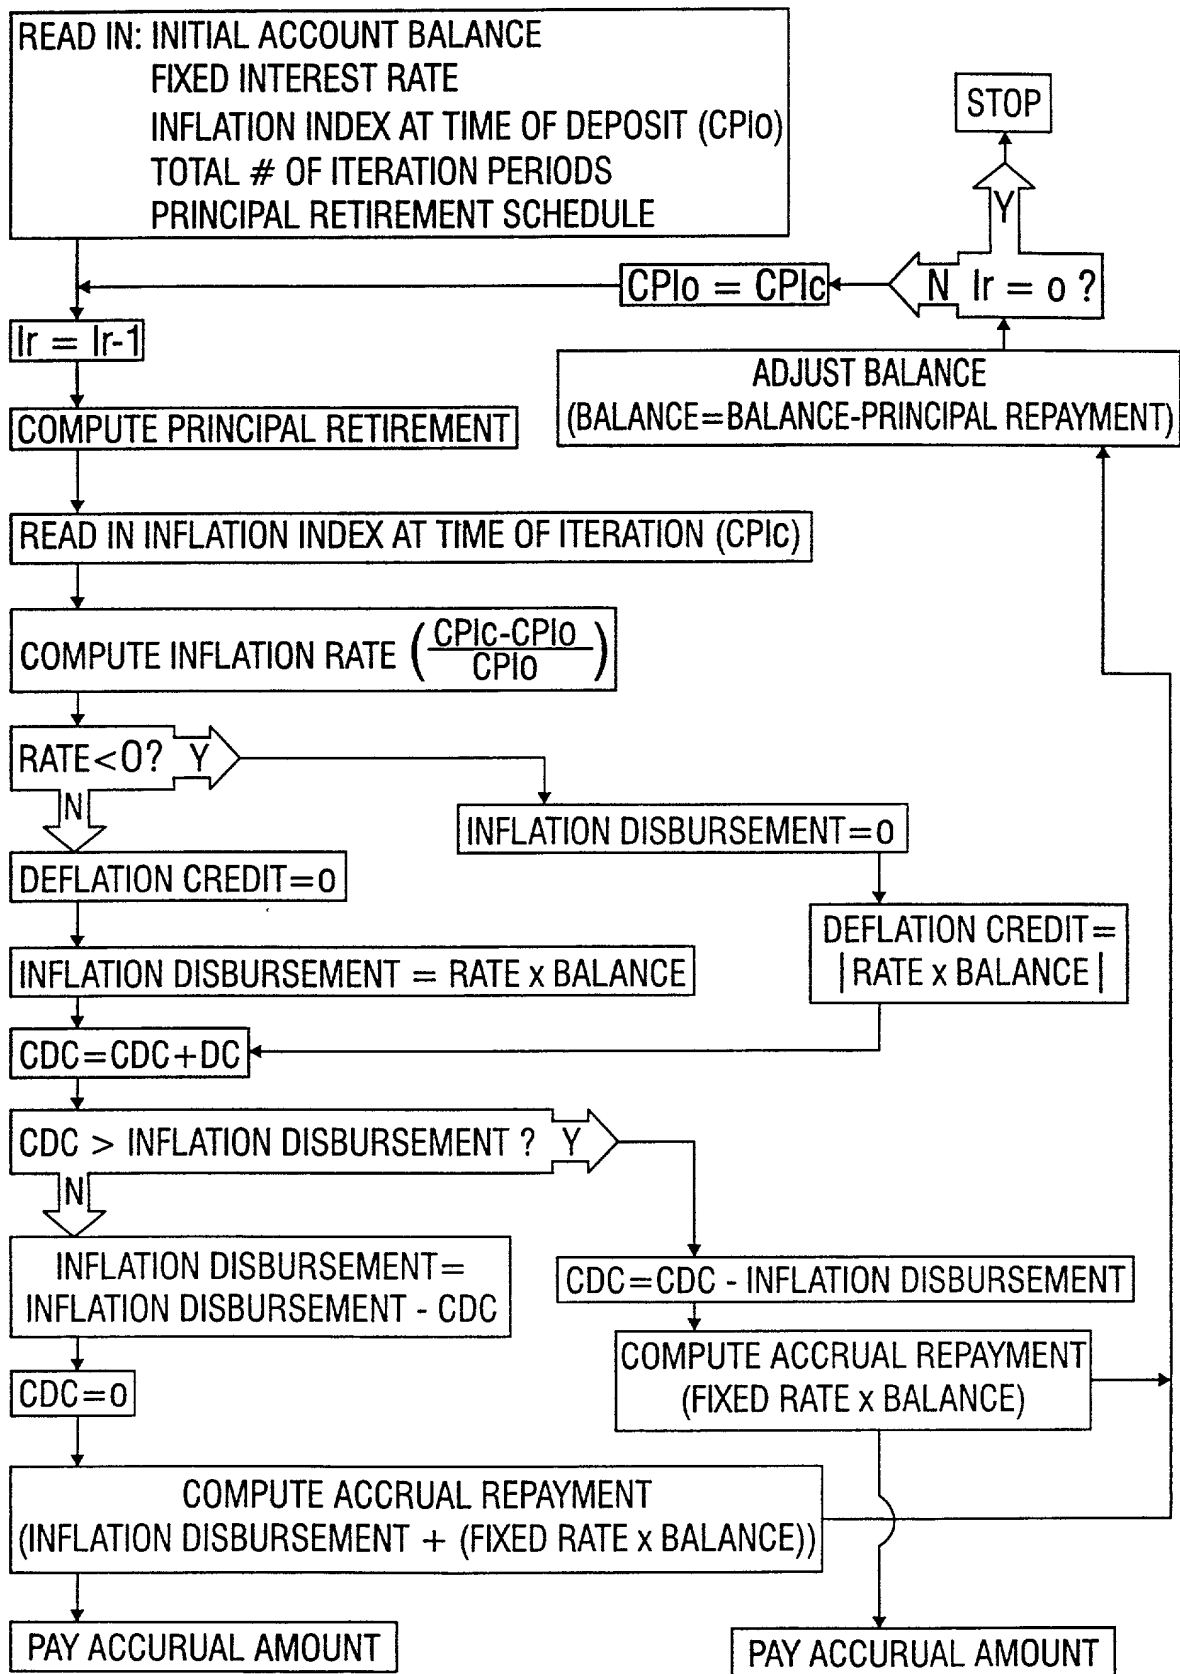 READ IN: INITIAL ACCOUNT BALANCE
FIXED INTEREST RATE
INFLATION INDEX AT TIME OF DEPOSIT (CPIo)
TOTAL # OF ITERATION PERIODS
PRINCIPAL RETIREMENT SCHEDULE
STOP
Y
N Ir = o ?
CPIo = CPIc
Ir = Ir-1
ADJUST BALANCE
(BALANCE=BALANCE-PRINCIPAL REPAYMENT)
COMPUTE PRINCIPAL RETIREMENT
READ IN INFLATION INDEX AT TIME OF ITERATION (CPIc)
COMPUTE INFLATION RATE (CPIc-CPIo
CPIo)
RATE<0? Y
N
INFLATION DISBURSEMENT=o
DEFLATION CREDIT=o
DEFLATION CREDIT=
|RATE x BALANCE|
INFLATION DISBURSEMENT = RATE x BALANCE
CDC=CDC+DC
CDC > INFLATION DISBURSEMENT ? Y
N
INFLATION DISBURSEMENT=
INFLATION DISBURSEMENT - CDC
CDC=CDC - INFLATION DISBURSEMENT
COMPUTE ACCRUAL REPAYMENT
(FIXED RATE x BALANCE)
CDC=o
COMPUTE ACCRUAL REPAYMENT
(INFLATION DISBURSEMENT + (FIXED RATE x BALANCE))
PAY ACCURUAL AMOUNT
PAY ACCURUAL AMOUNT